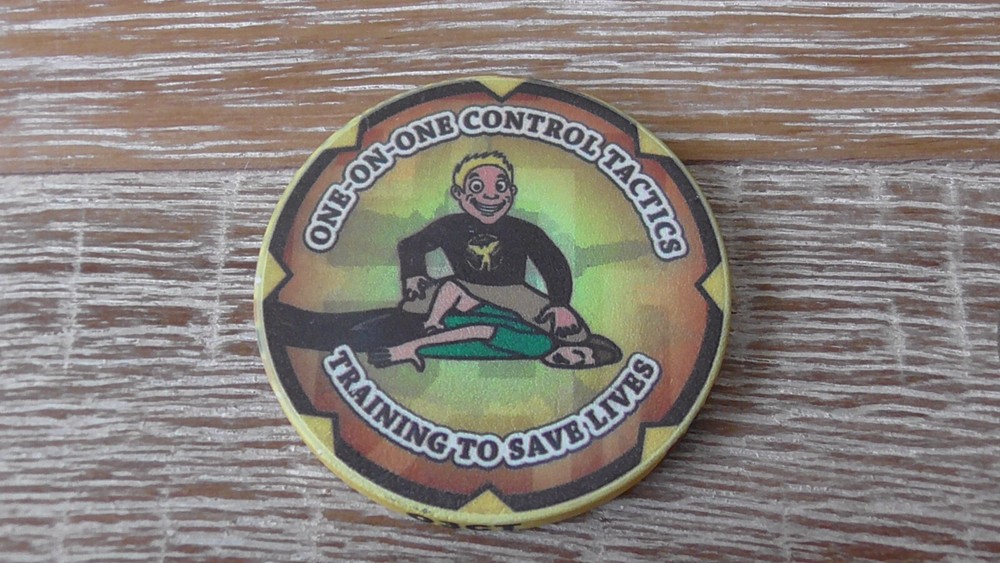 ONE-ON-ONE CONTROL TACTICS
TRAINING TO SAVE LIVES